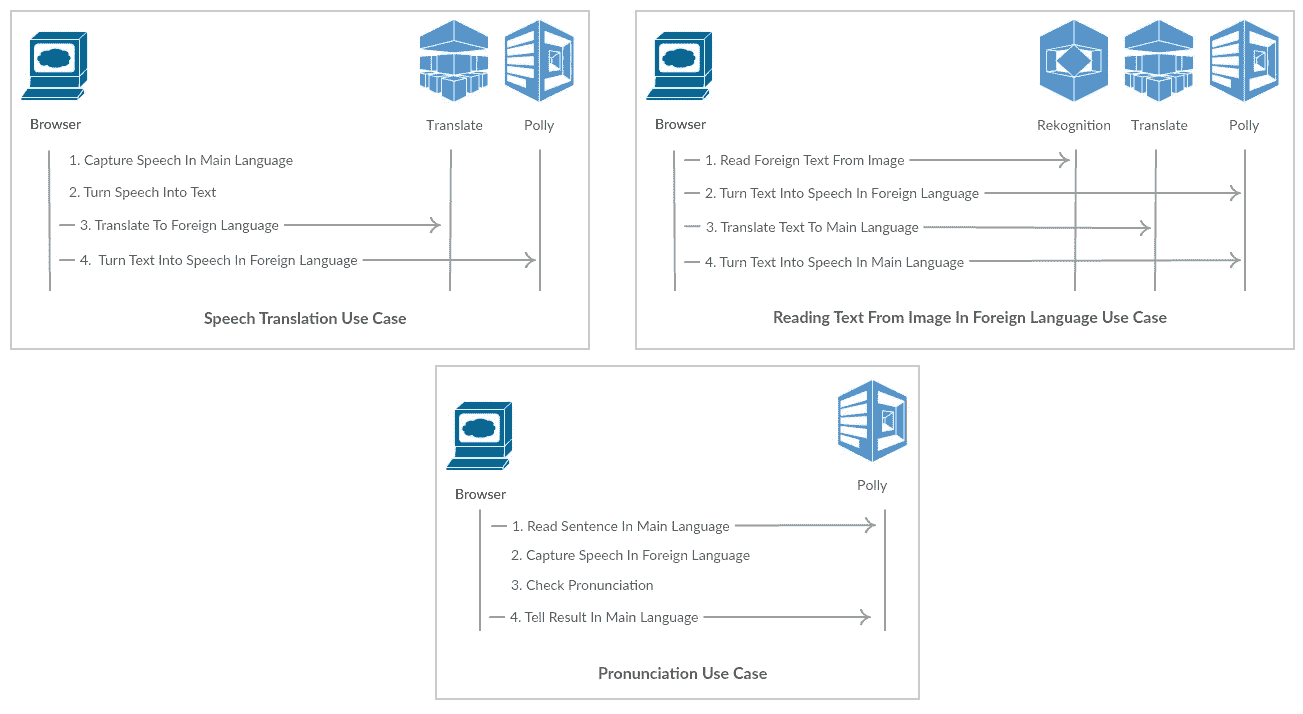 Browser
Translate
Polly
1. Capture Speech In Main Language
2. Turn Speech Into Text
3. Translate To Foreign Language
4. Turn Text Into Speech In Foreign Language
Speech Translation Use Case
Browser
Rekognition
Translate
Polly
1. Read Foreign Text From Image
2. Turn Text Into Speech In Foreign Language
3. Translate Text To Main Language
4. Turn Text Into Speech In Main Language
Reading Text From Image In Foreign Language Use Case
Browser
Polly
1. Read Sentence In Main Language
2. Capture Speech In Foreign Language
3. Check Pronunciation
4. Tell Result In Main Language
Pronunciation Use Case